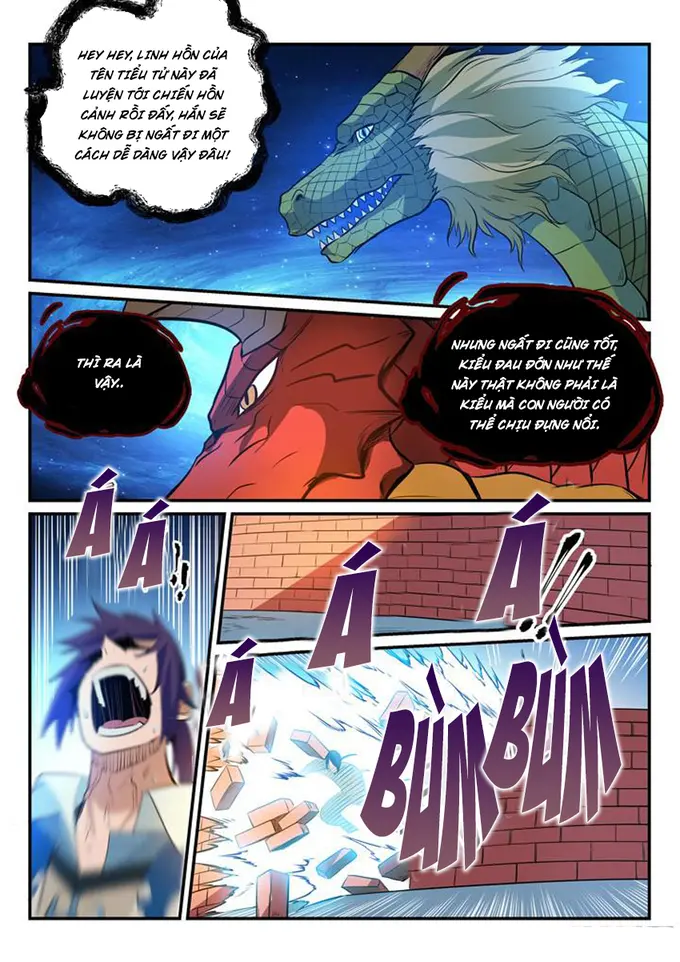 HEY HEY, LINH HỒN CỦA
TÊN TIỂU TỬ NÀY ĐÃ
LUYỆN TÔI CHIẾN HỒN
CẢNH RỒI ĐẤY, HẮN SẼ
KHÔNG BỊ NGẤT ĐI MỘT
CÁCH DỄ DÀNG VẬY ĐÂU!
THÌ RA LÀ
VẬY..
NHƯNG NGẤT ĐI CŨNG TỐT,
KIỂU ĐAU ĐỚN NHƯ THẾ
NÀY THẬT KHÔNG PHẢI LÀ
KIỂU MÀ CON NGƯỜI CÓ
THỂ CHỊU ĐỰNG NỔI.
Á
Á
!!
Á
Á
Á
!!
BÙM
BÙM